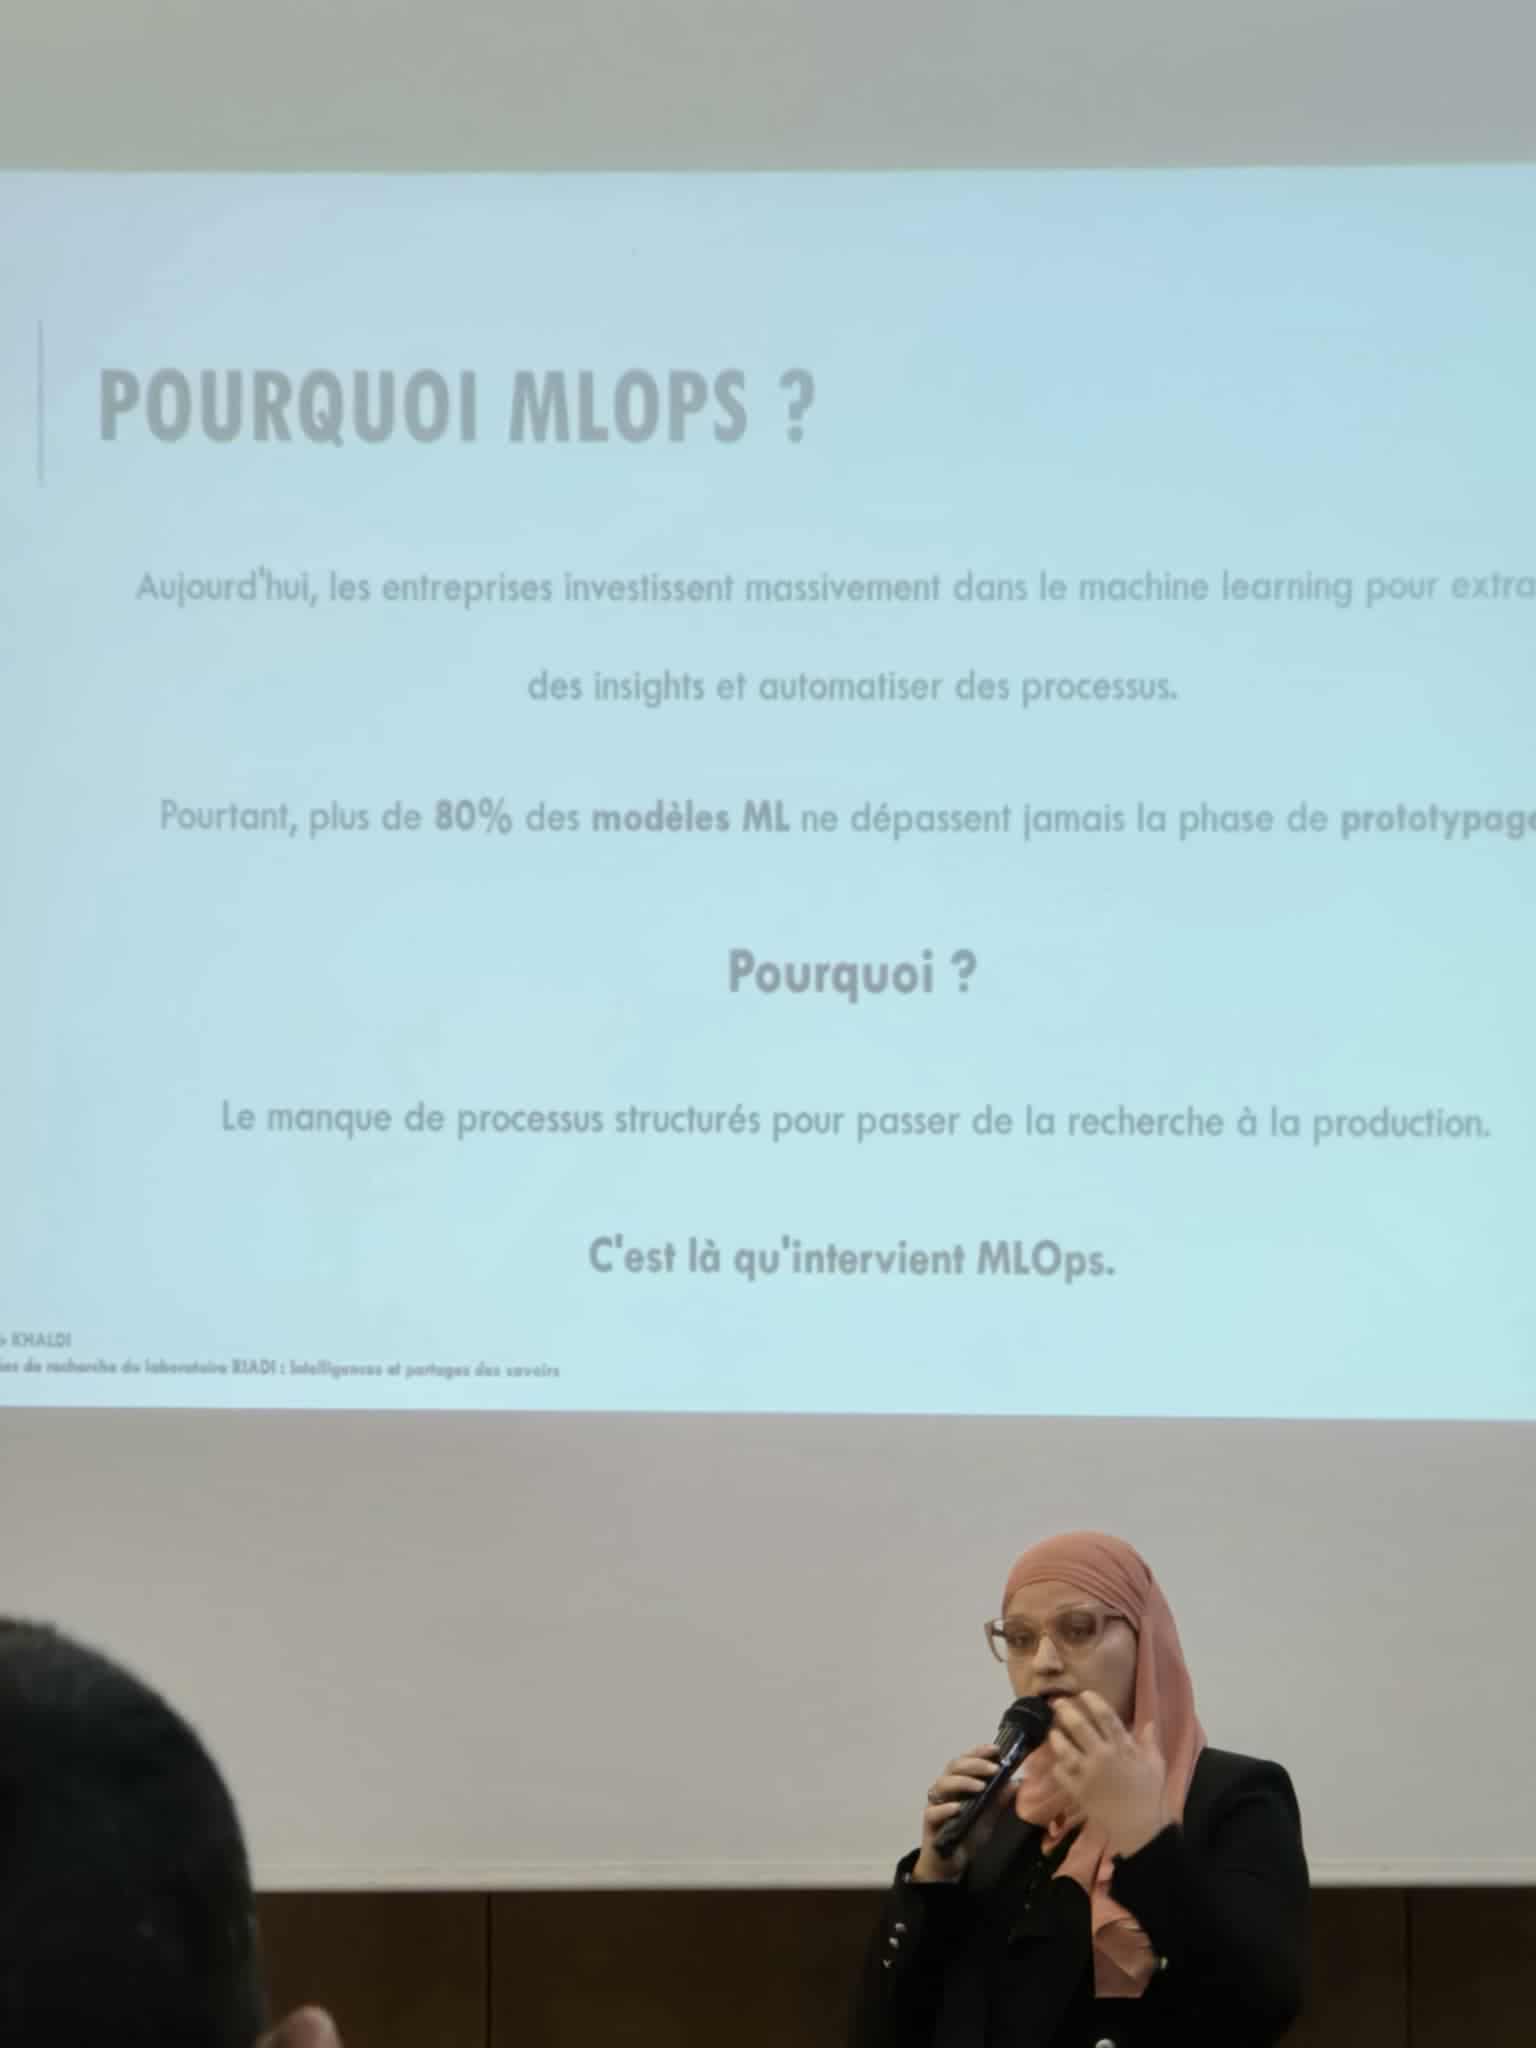 POURQUOI MLOPS ?
Aujourd'hui, les entreprises investissent massivement dans le machine learning pour extra
des insights et automatiser des processus.
Pourtant, plus de 80% des modèles ML ne dépassent jamais la phase de prototypage
Pourquoi ?
Le manque de processus structurés pour passer de la recherche à la production.
C'est là qu'intervient MLOps.
KHALDI
de recherche du laboratoire RIADI : Intelligences et partages des savoirs